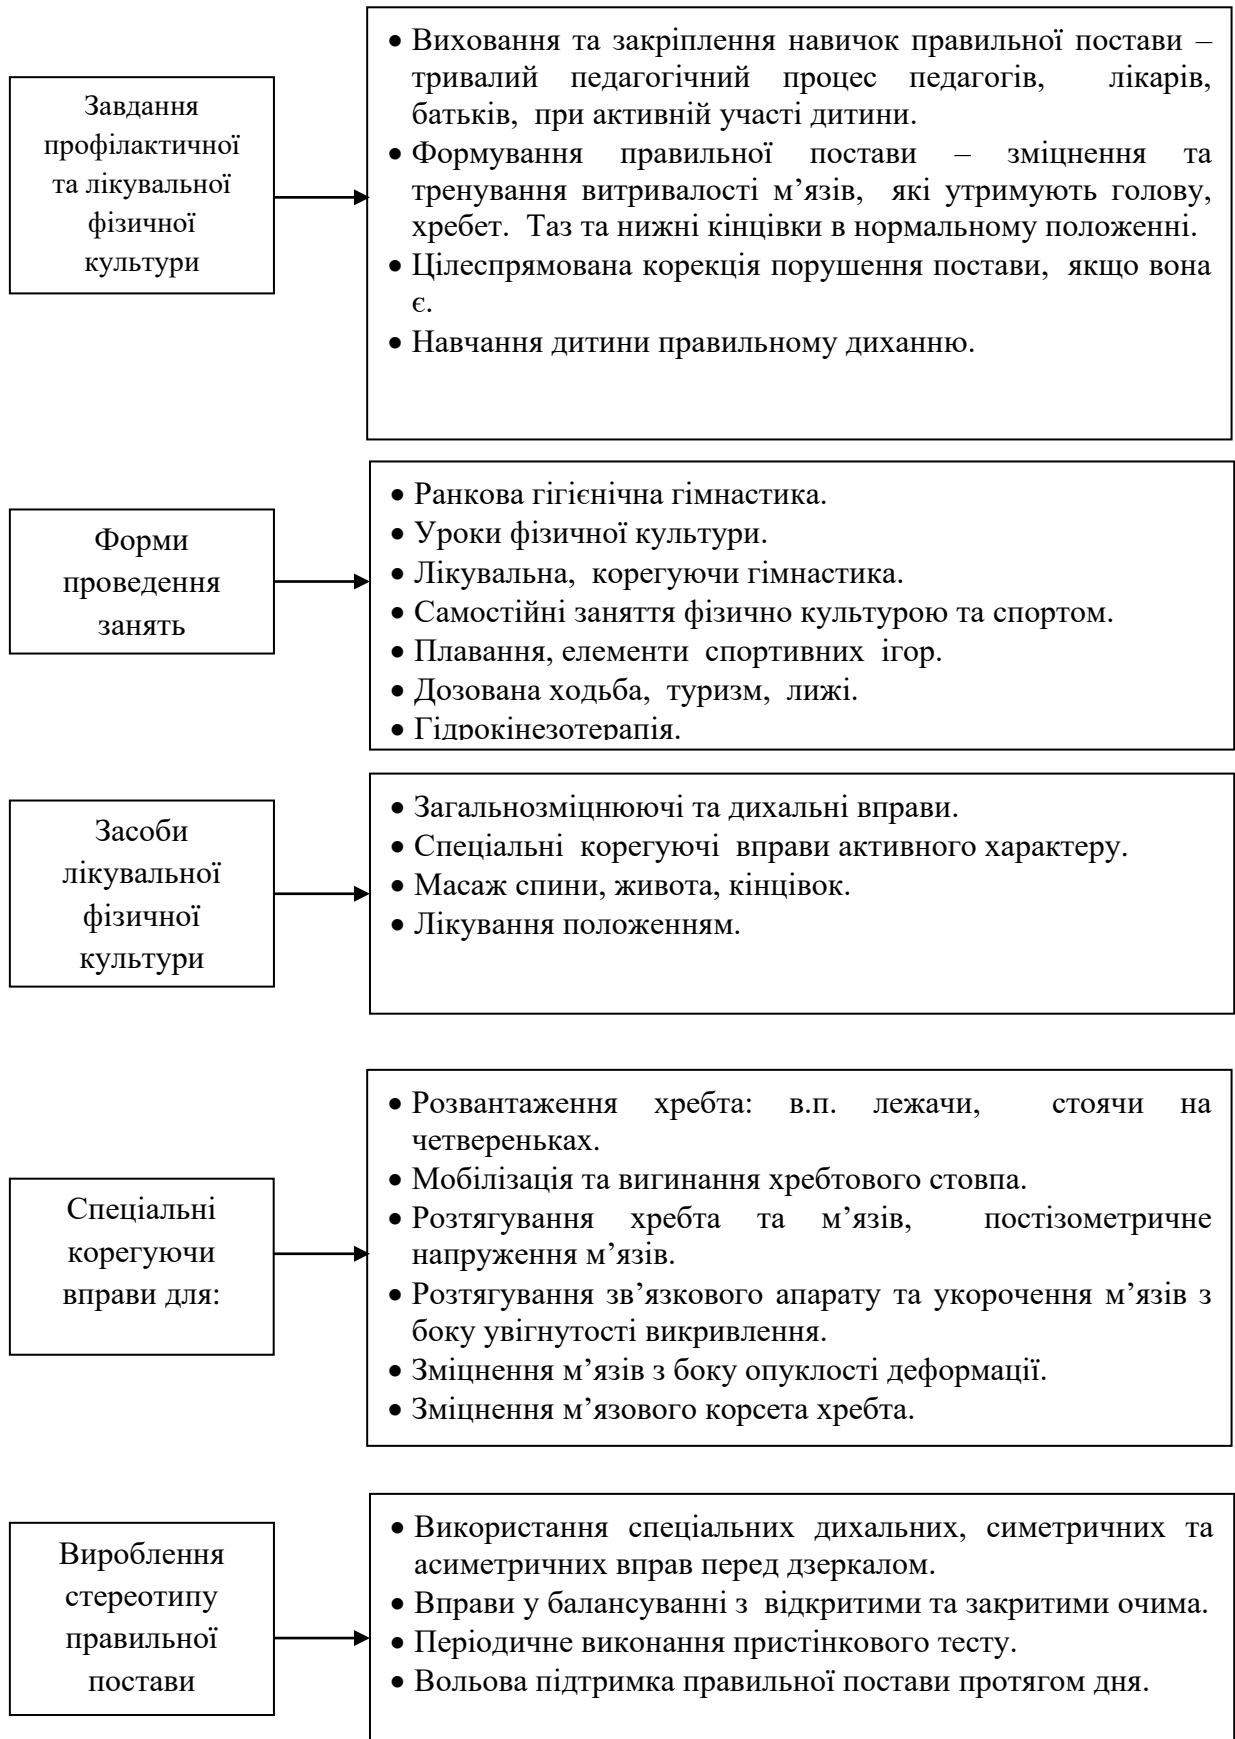 Завдання
профілактичної
та лікувальної
фізичної
культури
• Виховання та закріплення навичок правильної постави –
тривалий педагогічний процес педагогів, лікарів,
батьків, при активній участі дитини.
• Формування правильної постави – зміцнення та
тренування витривалості м’язів, які утримують голову,
хребет. Таз та нижні кінцівки в нормальному положенні.
• Цілеспрямована корекція порушення постави, якщо вона
є.
• Навчання дитини правильному диханню.
Форми
проведення
занять
• Ранкова гігієнічна гімнастика.
• Уроки фізичної культури.
• Лікувальна, корегуючи гімнастика.
• Самостійні заняття фізично культурою та спортом.
• Плавання, елементи спортивних ігор.
• Дозована ходьба, туризм, лижі.
• Гідрокінезотерапія.
Засоби
лікувальної
фізичної
культури
• Загальнозміцнюючі та дихальні вправи.
• Спеціальні корегуючі вправи активного характеру.
• Масаж спини, живота, кінцівок.
• Лікування положенням.
Спеціальні
корегуючи
вправи для:
• Розвантаження хребта: в.п. лежачи, стоячи на
четвереньках.
• Мобілізація та вигинання хребтового стовпа.
• Розтягування хребта та м’язів, постізометричне
напруження м’язів.
• Розтягування зв’язкового апарату та укорочення м’язів з
боку увігнутості викривлення.
• Зміцнення м’язів з боку опуклості деформації.
• Зміцнення м’язового корсета хребта.
Вироблення
стереотипу
правильної
постави
• Використання спеціальних дихальних, симетричних та
асиметричних вправ перед дзеркалом.
• Вправи у балансуванні з відкритими та закритими очима.
• Періодичне виконання пристінкового тесту.
• Вольова підтримка правильної постави протягом дня.